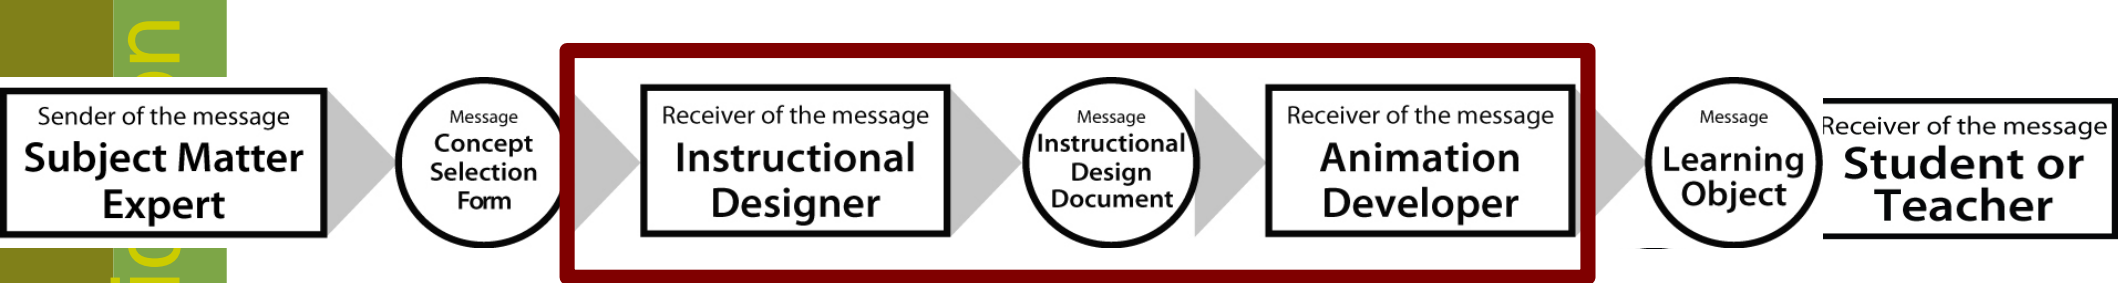 Sender of the message
Subject Matter
Expert
Message
Concept
Selection
Form
Receiver of the message
Instructional
Designer
Message
Instructional
Design
Document
Receiver of the message
Animation
Developer
Message
Learning
Object
Receiver of the message
Student or
Teacher